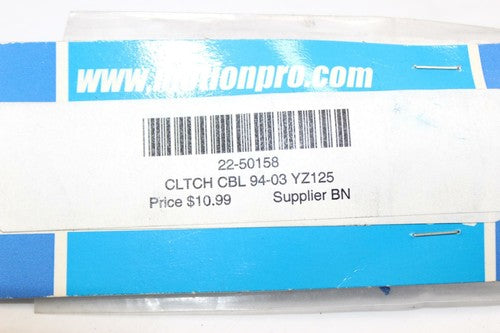 www.motionpro.com
22-50158
CLTCH CBL 94-03 YZ125
Price $10.99 Supplier BN